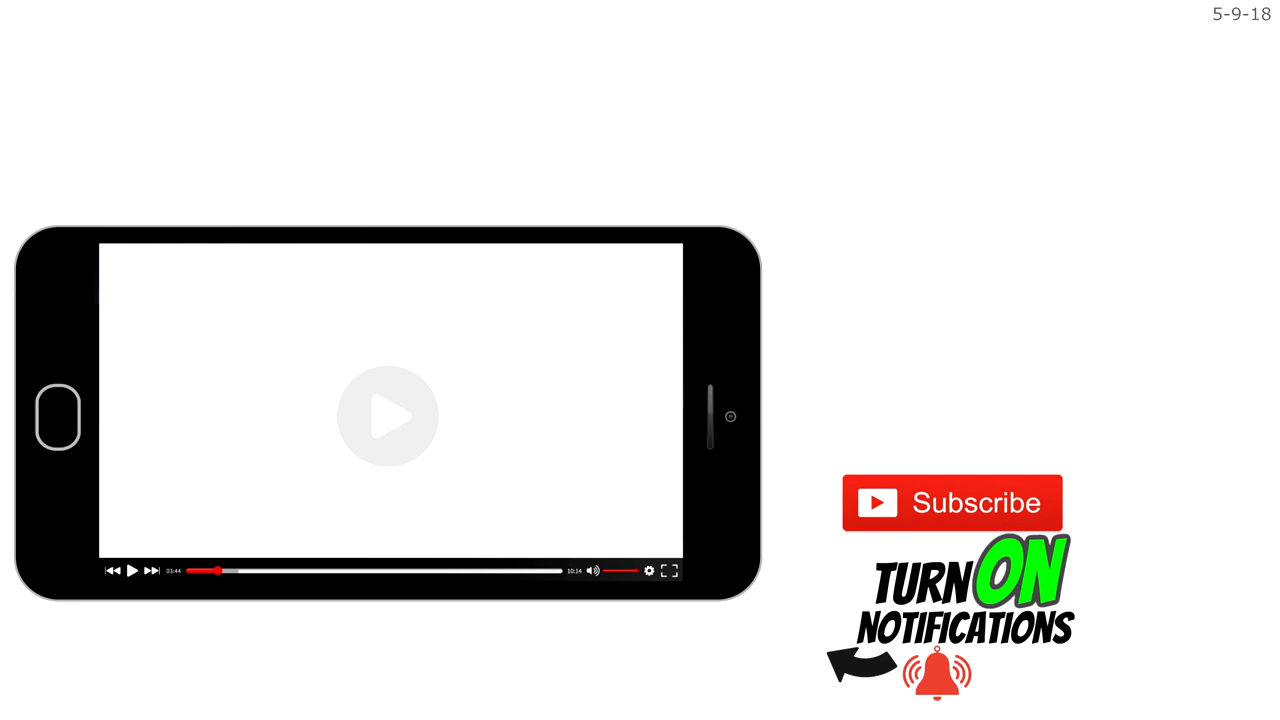 5-9-18
03:44
10:14
Subscribe
TURN ON
NOTIFICATIONS